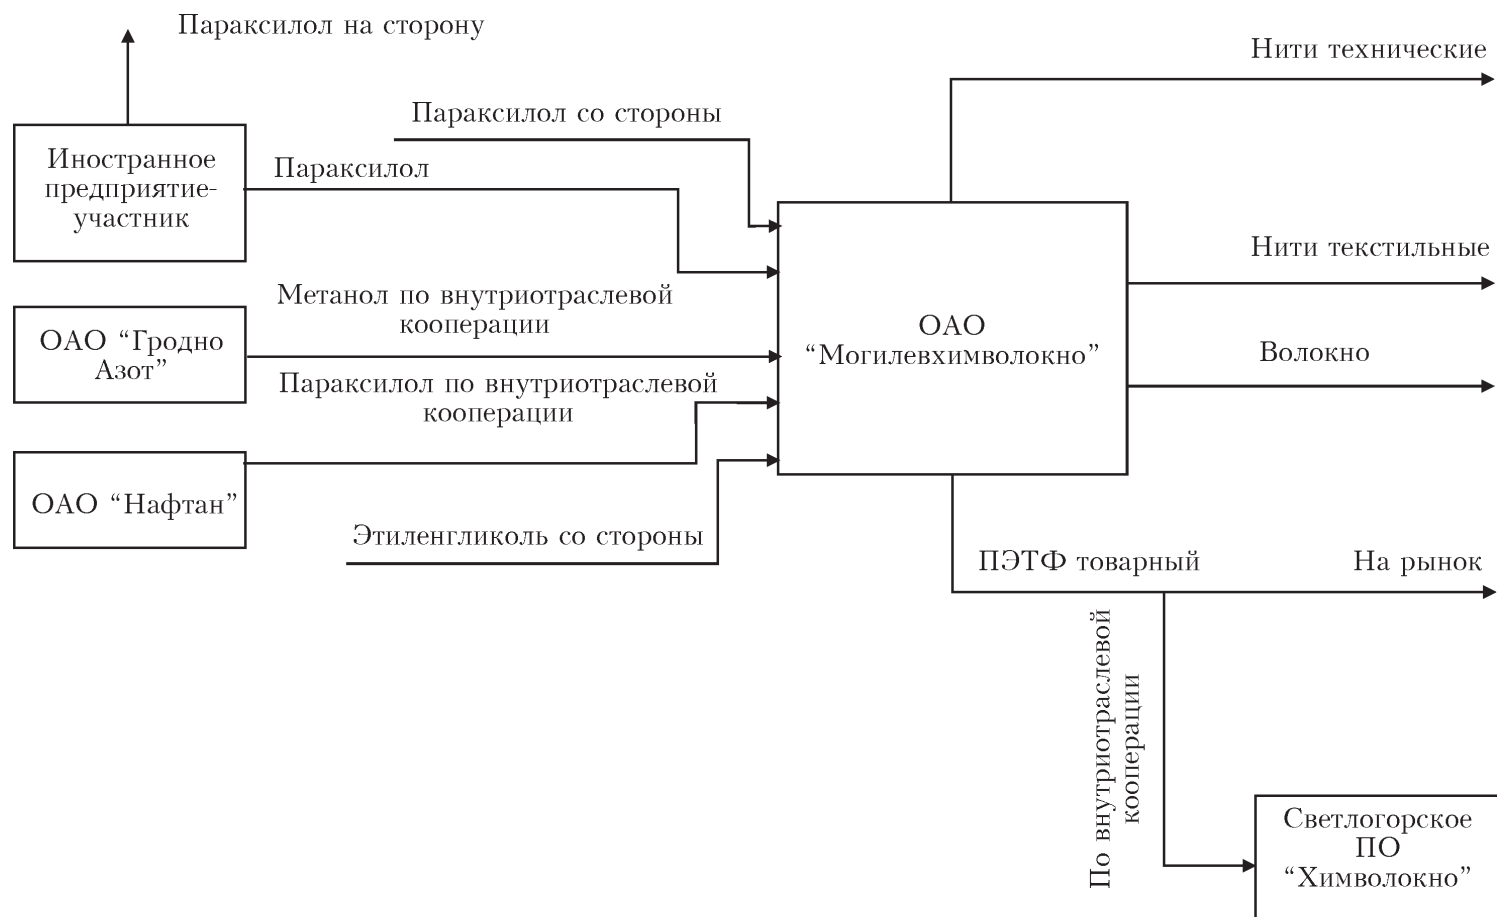 Параксилол на сторону
Нити технические
Параксилол со стороны
Иностранное
предприятие-
участник
Параксилол
Нити текстильные
Метанол по внутриотраслевой
кооперации
ОАО “Гродно
Азот”
ОАО
“Могилевхимволокно”
Волокно
Параксилол по внутриотраслевой
кооперации
ОАО “Нафтан”
Этиленгликоль со стороны
ПЭТФ товарный
На рынок
По внутриотраслевой
кооперации
Светлогорское
ПО
“Химволокно”